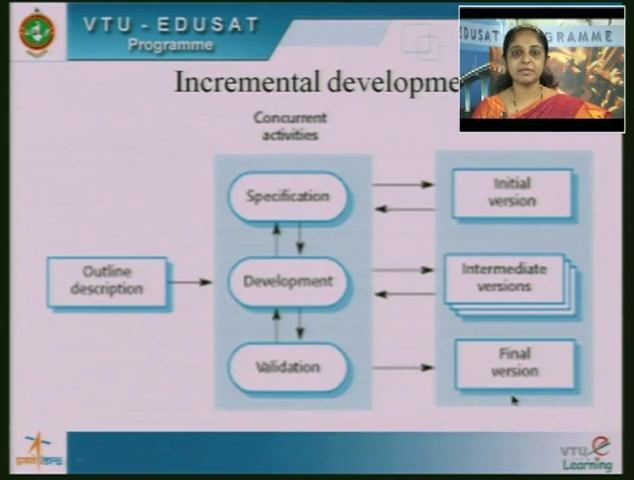 VTU - EDUSAT
Programme
EDUSAT PROGRAMME
Incremental developme
Concurrent
activities
Specification
Initial
version
Outline
description
Development
Intermediate
versions
Validation
Final
version
VTU e
Learning